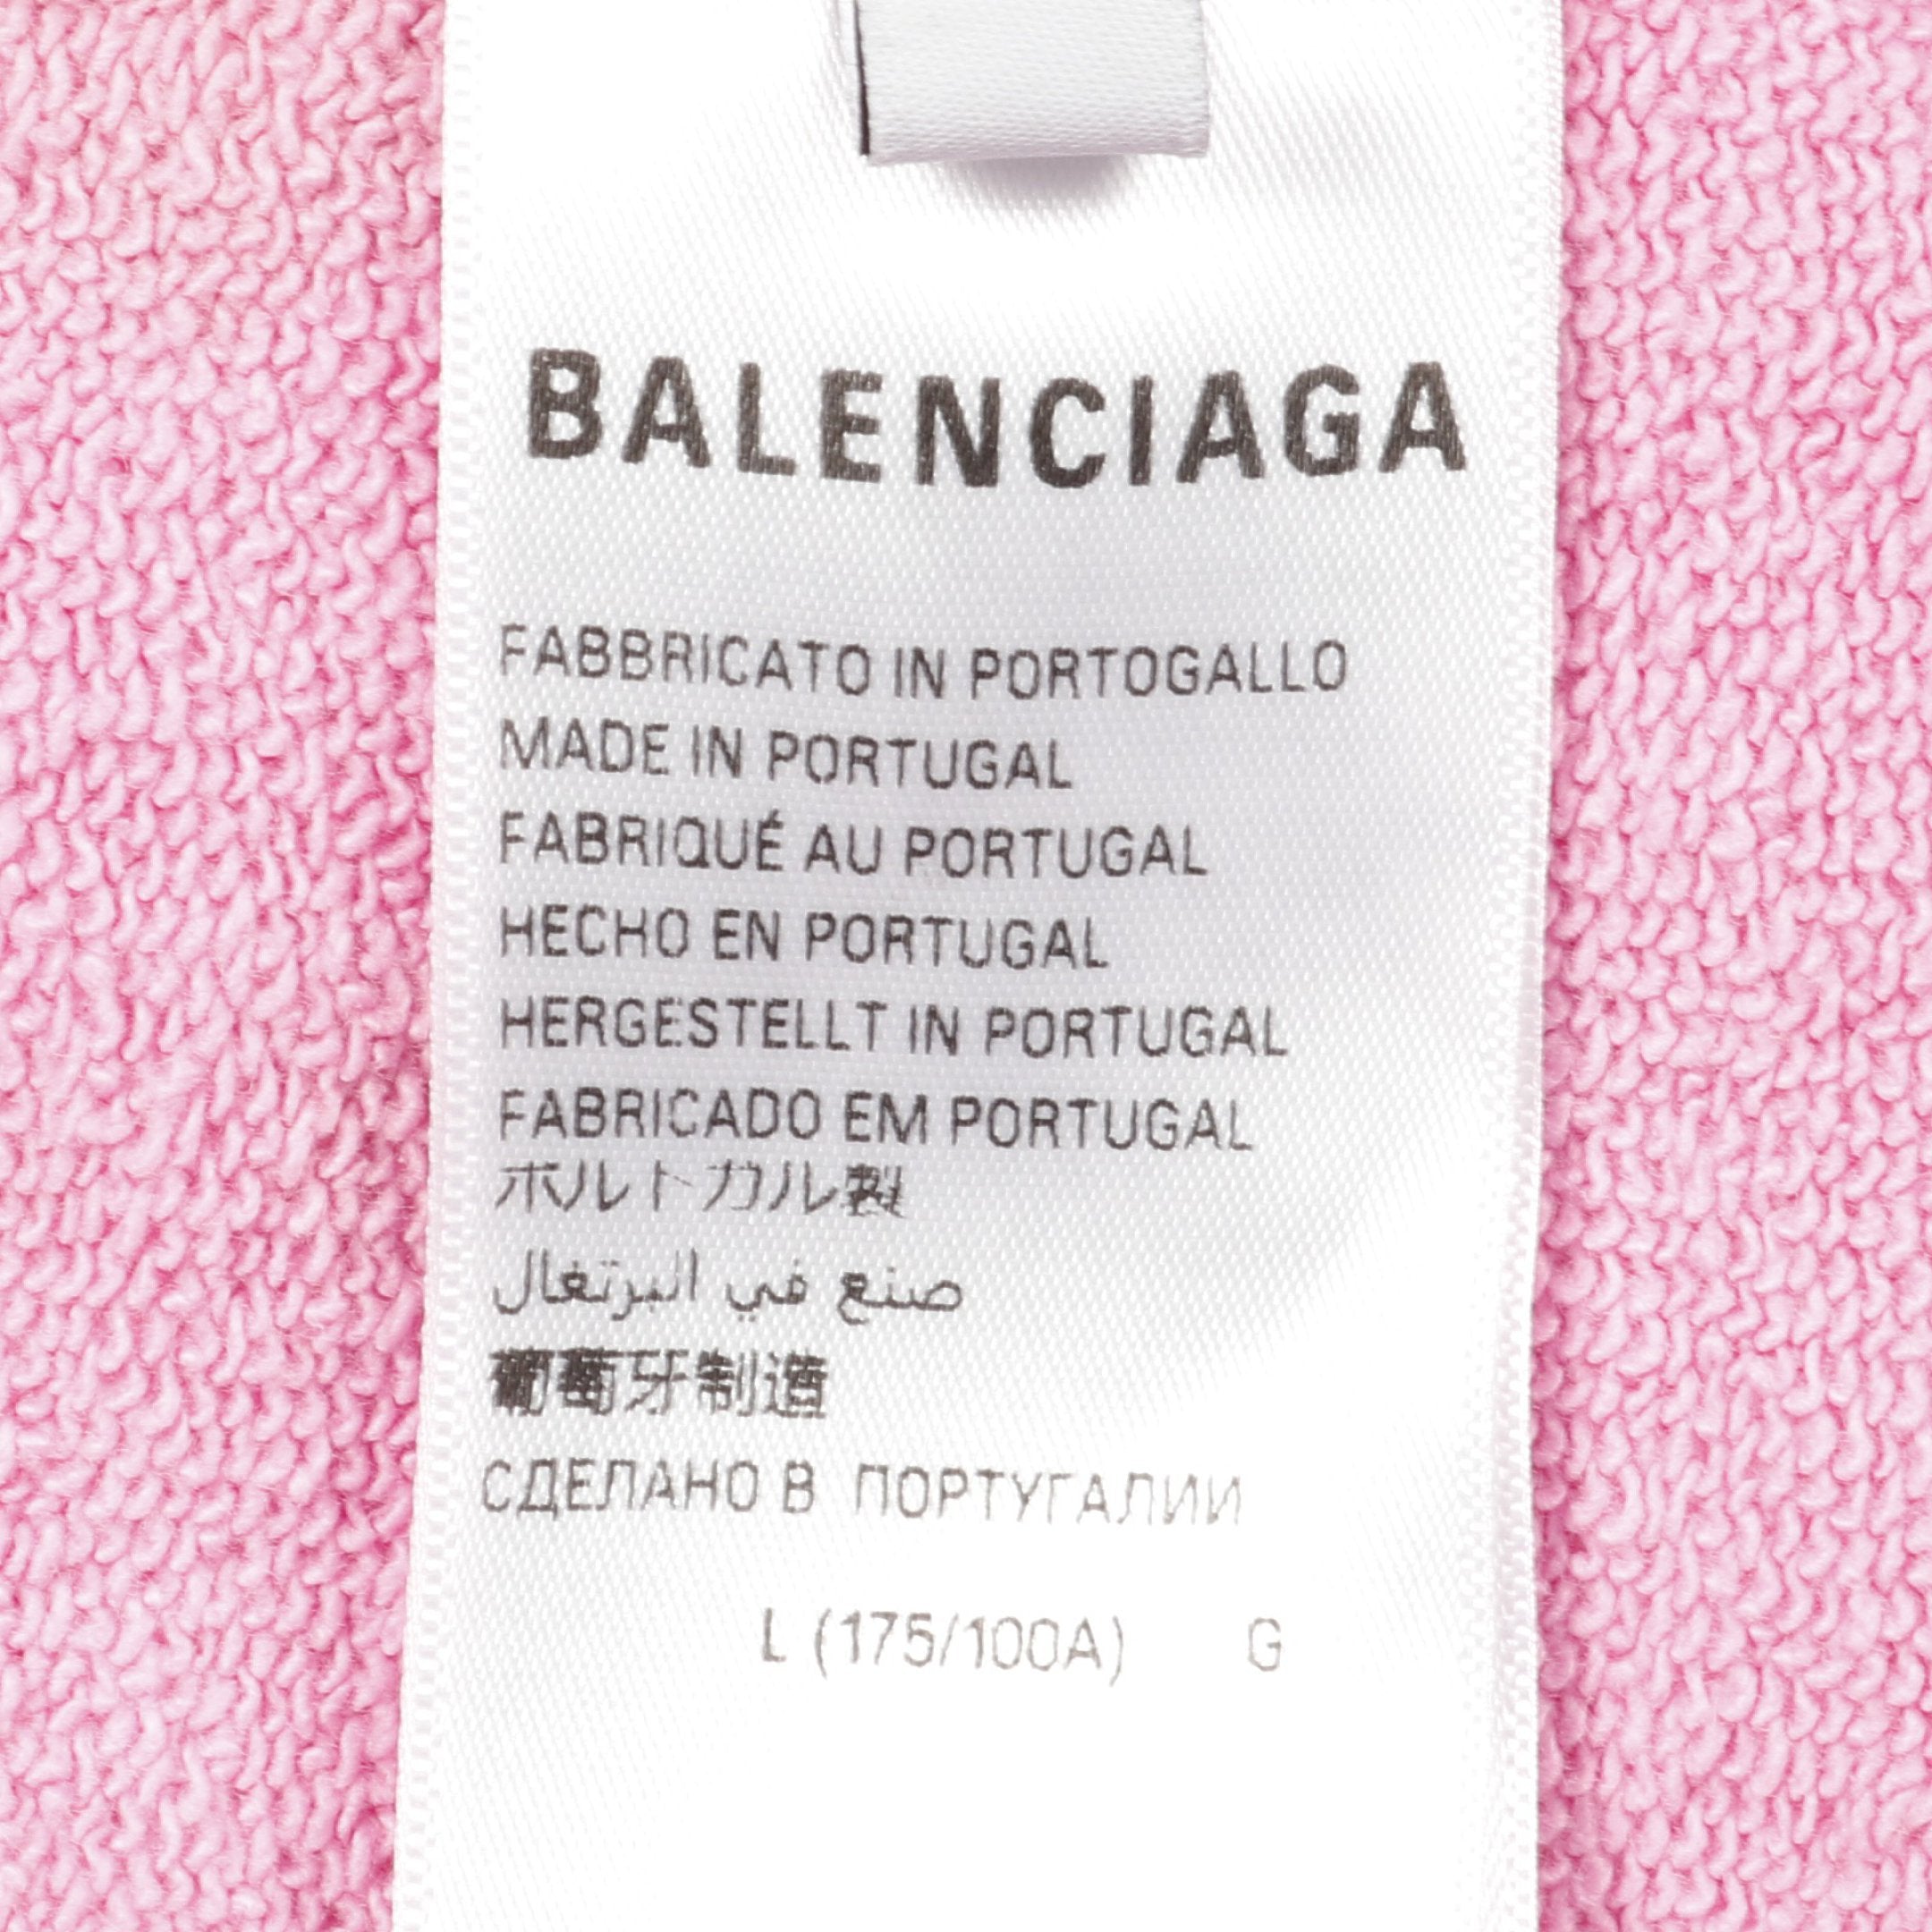 BALENCIAGA
FABBRICATO IN PORTOGALLO
MADE IN PORTUGAL
FABRIQUÉ AU PORTUGAL
HECHO EN PORTUGAL
HERGESTELLT IN PORTUGAL
FABRICADO EM PORTUGAL
ポルトガル製
صنع في البرتغال
葡萄牙制造
СДЕЛАНО В ПОРТУГАЛИИ
L (175/100A) G